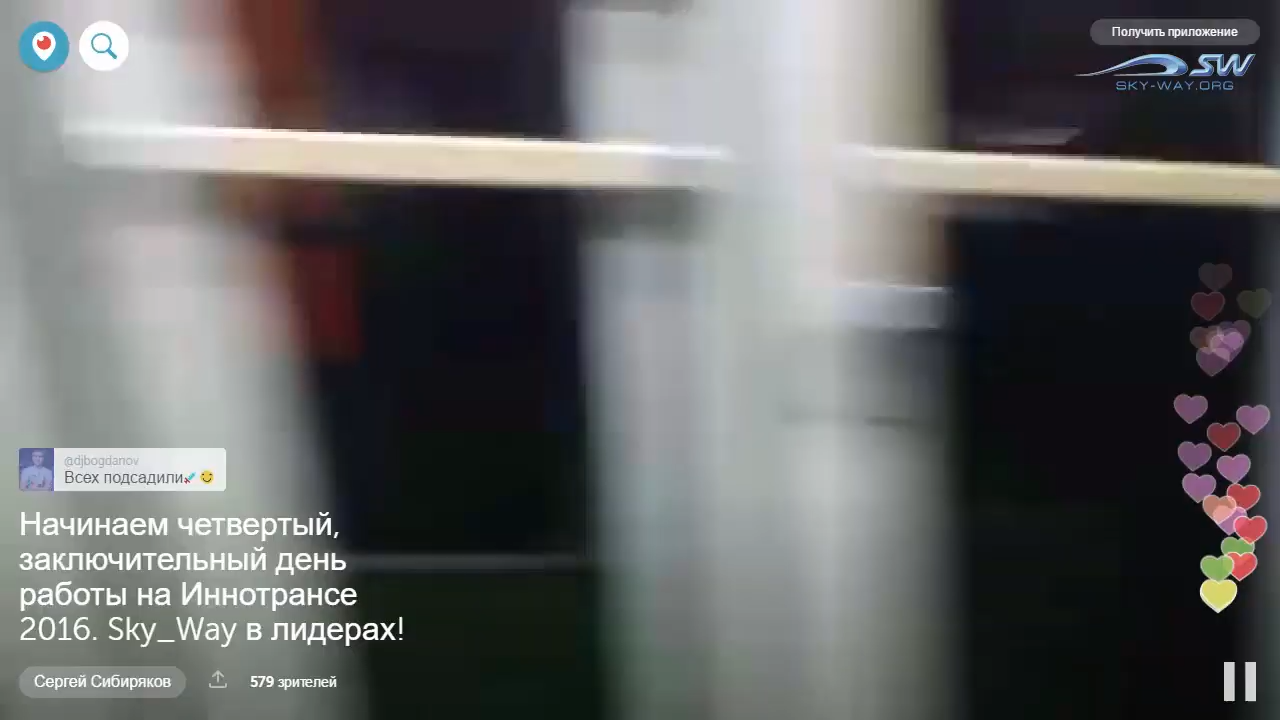 Получить приложение
SW
SKY-WAY.ORG
@djbogdanov
Всех подсадили
Начинаем четвертый,
заключительный день
работы на Иннотрансе
2016. Sky_Way в лидерах!
Сергей Сибиряков
579 зрителей